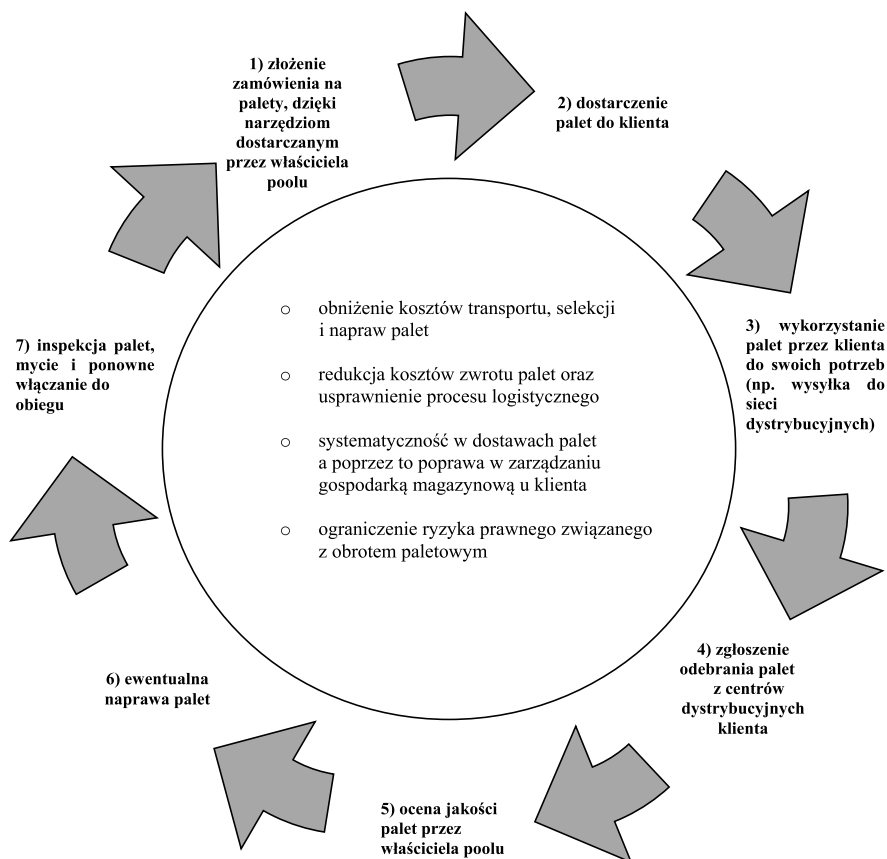 1) złożenie
zamówienia na
palety, dzięki
narzędziom
dostarczanym
przez właściciela
poolu
2) dostarczenie
palet do klienta
3) wykorzystanie
palet przez klienta
do swoich potrzeb
(np. wysyłka do
sieci
dystrybucyjnych)
4) zgłoszenie
odebrania palet
z centrów
dystrybucyjnych
klienta
5) ocena jakości
palet przez
właściciela poolu
6) ewentualna
naprawa palet
7) inspekcja palet,
mycie i ponowne
włączanie do
obiegu
o obniżenie kosztów transportu, selekcji
i napraw palet
o redukcja kosztów zwrotu palet oraz
usprawnienie procesu logistycznego
o systematyczność w dostawach palet
a poprzez to poprawa w zarządzaniu
gospodarką magazynową u klienta
o ograniczenie ryzyka prawnego związanego
z obrotem paletowym